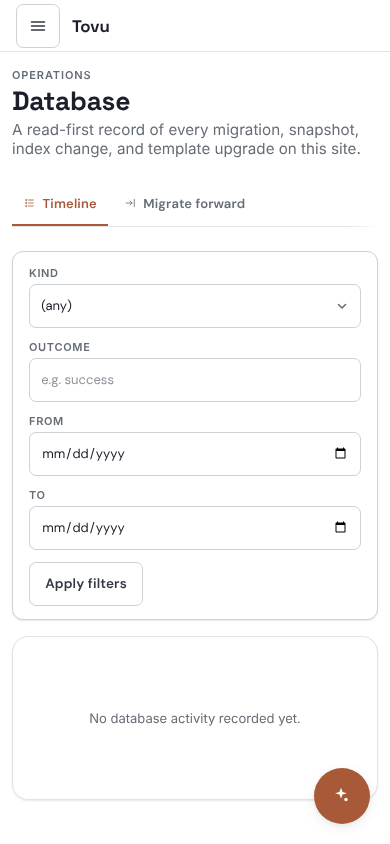 Tovu
OPERATIONS
Database
A read-first record of every migration, snapshot,
index change, and template upgrade on this site.
Timeline
Migrate forward
KIND
(any)
OUTCOME
e.g. success
FROM
mm/dd/yyyy
TO
mm/dd/yyyy
Apply filters
No database activity recorded yet.